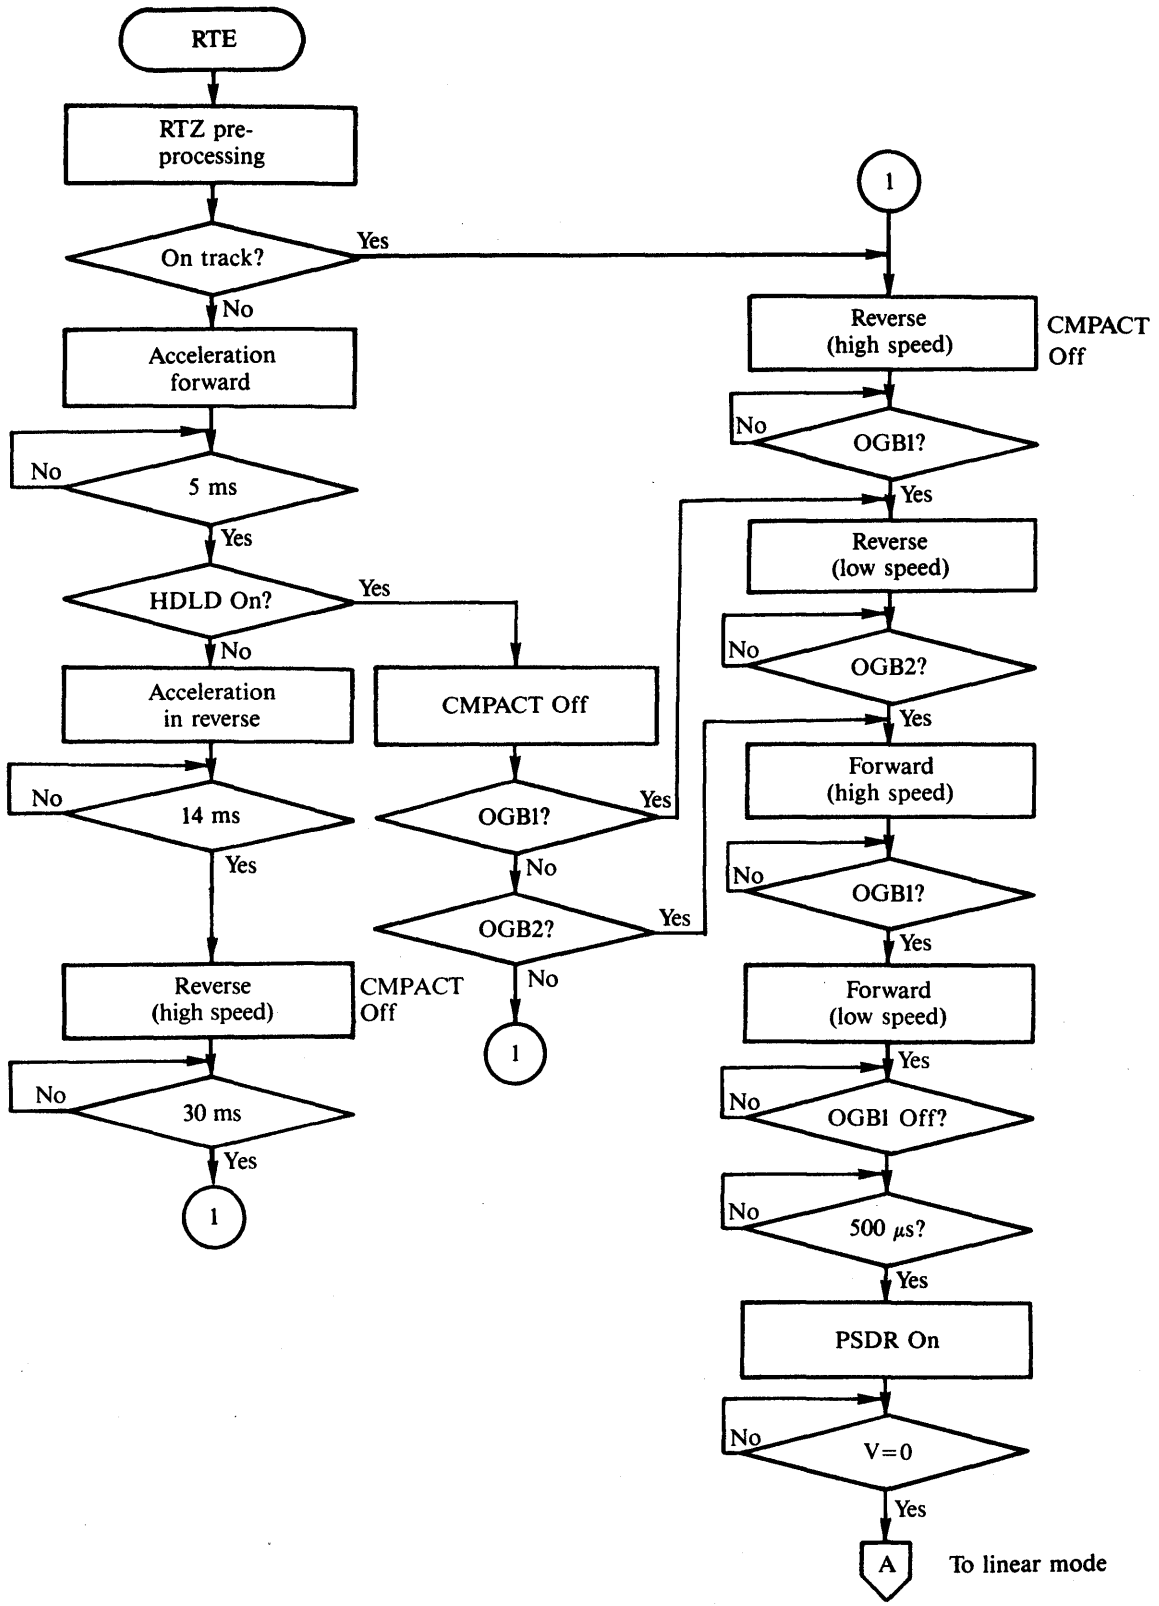 RTE
RTZ pre-
processing
On track?
Yes
No
Acceleration
forward
No
5 ms
Yes
HDLD On?
Yes
No
Acceleration
in reverse
No
14 ms
Yes
Reverse
(high speed)
CMPACT
Off
No
30 ms
Yes
1
CMPACT Off
OGB1?
Yes
No
OGB2?
Yes
No
1
1
Reverse
(high speed)
CMPACT
Off
No
OGB1?
Yes
Reverse
(low speed)
No
OGB2?
Yes
Forward
(high speed)
No
OGB1?
Yes
Forward
(low speed)
Yes
No
OGB1 Off?
No
500 μs?
Yes
PSDR On
No
V=0
Yes
A
To linear mode